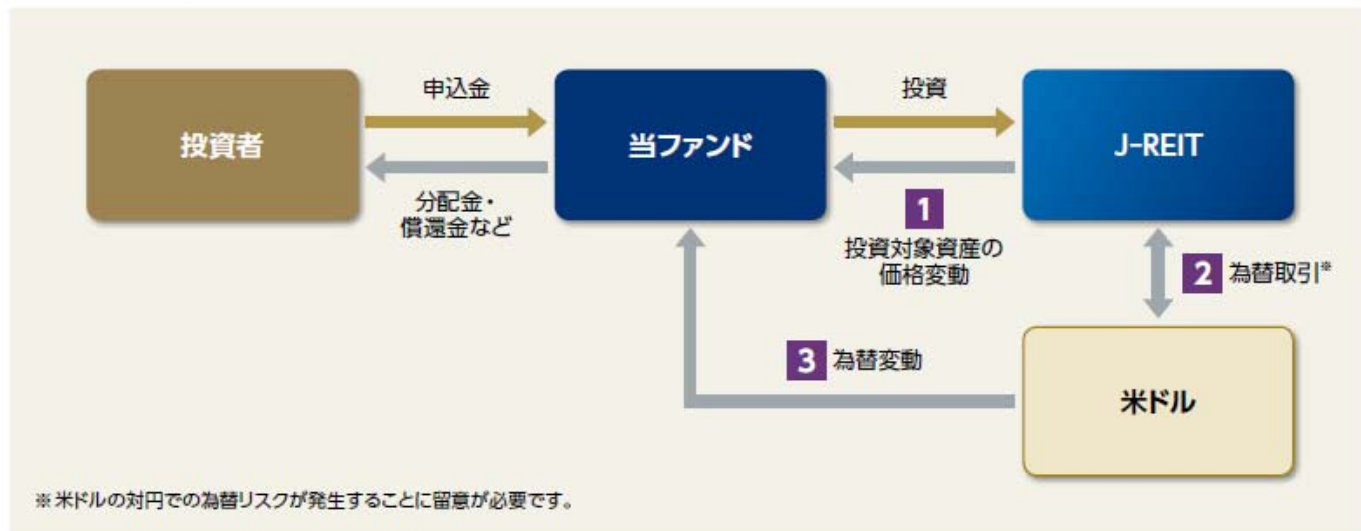 投資者
申込金
分配金・
償還金など
当ファンド
投資
1
投資対象資産の
価格変動
J-REIT
2 為替取引※
3 為替変動
米ドル
※米ドルの対円での為替リスクが発生することに留意が必要です。